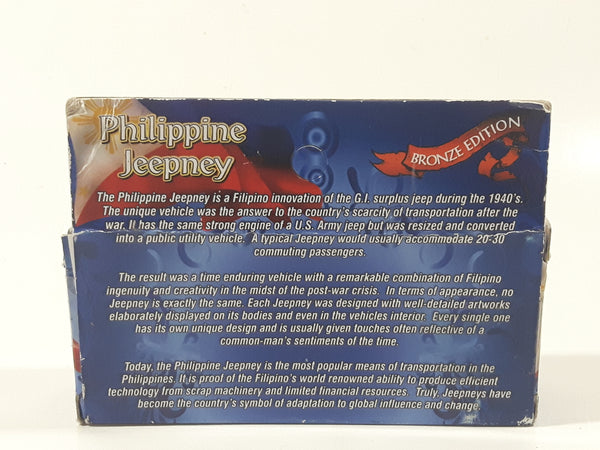 Philippine
Jeepney
BRONZE EDITION
The Philippine Jeepney is a Filipino innovation of the G.I. surplus jeep during the 1940's.
The unique vehicle was the answer to the country's scarcity of transportation after the
war. It has the same strong engine of a U.S. Army jeep but was resized and converted
into a public utility vehicle. A typical Jeepney would usually accommodate 20-30
commuting passengers.
The result was a time enduring vehicle with a remarkable combination of Filipino
ingenuity and creativity in the midst of the post-war crisis. In terms of appearance, no
Jeepney is exactly the same. Each Jeepney was designed with well-detailed artworks
elaborately displayed on its bodies and even in the vehicles interior. Every single one
has its own unique design and is usually given touches often reflective of a
common-man's sentiments of the time.
Today, the Philippine Jeepney is the most popular means of transportation in the
Philippines. It is proof of the Filipino's world renowned ability to produce efficient
technology from scrap machinery and limited financial resources. Truly, Jeepneys have
become the country's symbol of adaptation to global influence and change.